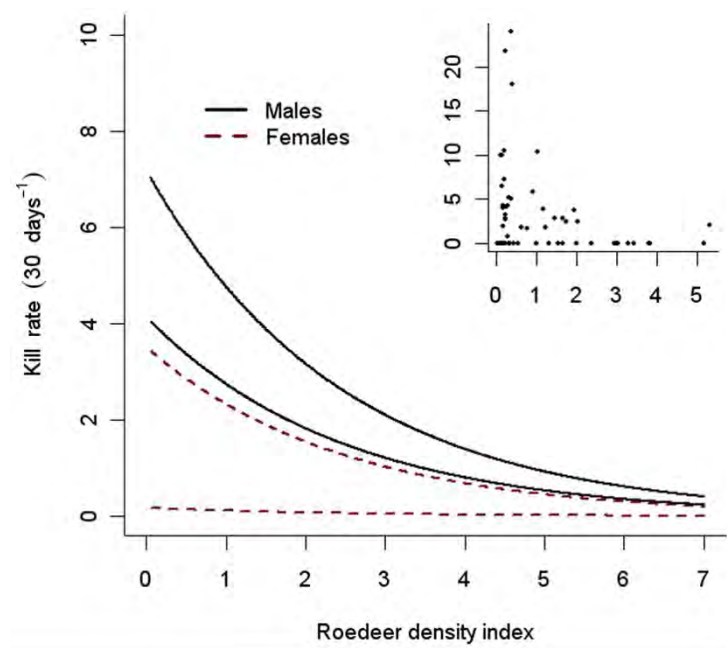 10
8
6
4
2
0
Kill rate (30 days⁻¹)
Males
Females
20
15
10
5
0
0 1 2 3 4 5
0 1 2 3 4 5 6 7
Roedeer density index